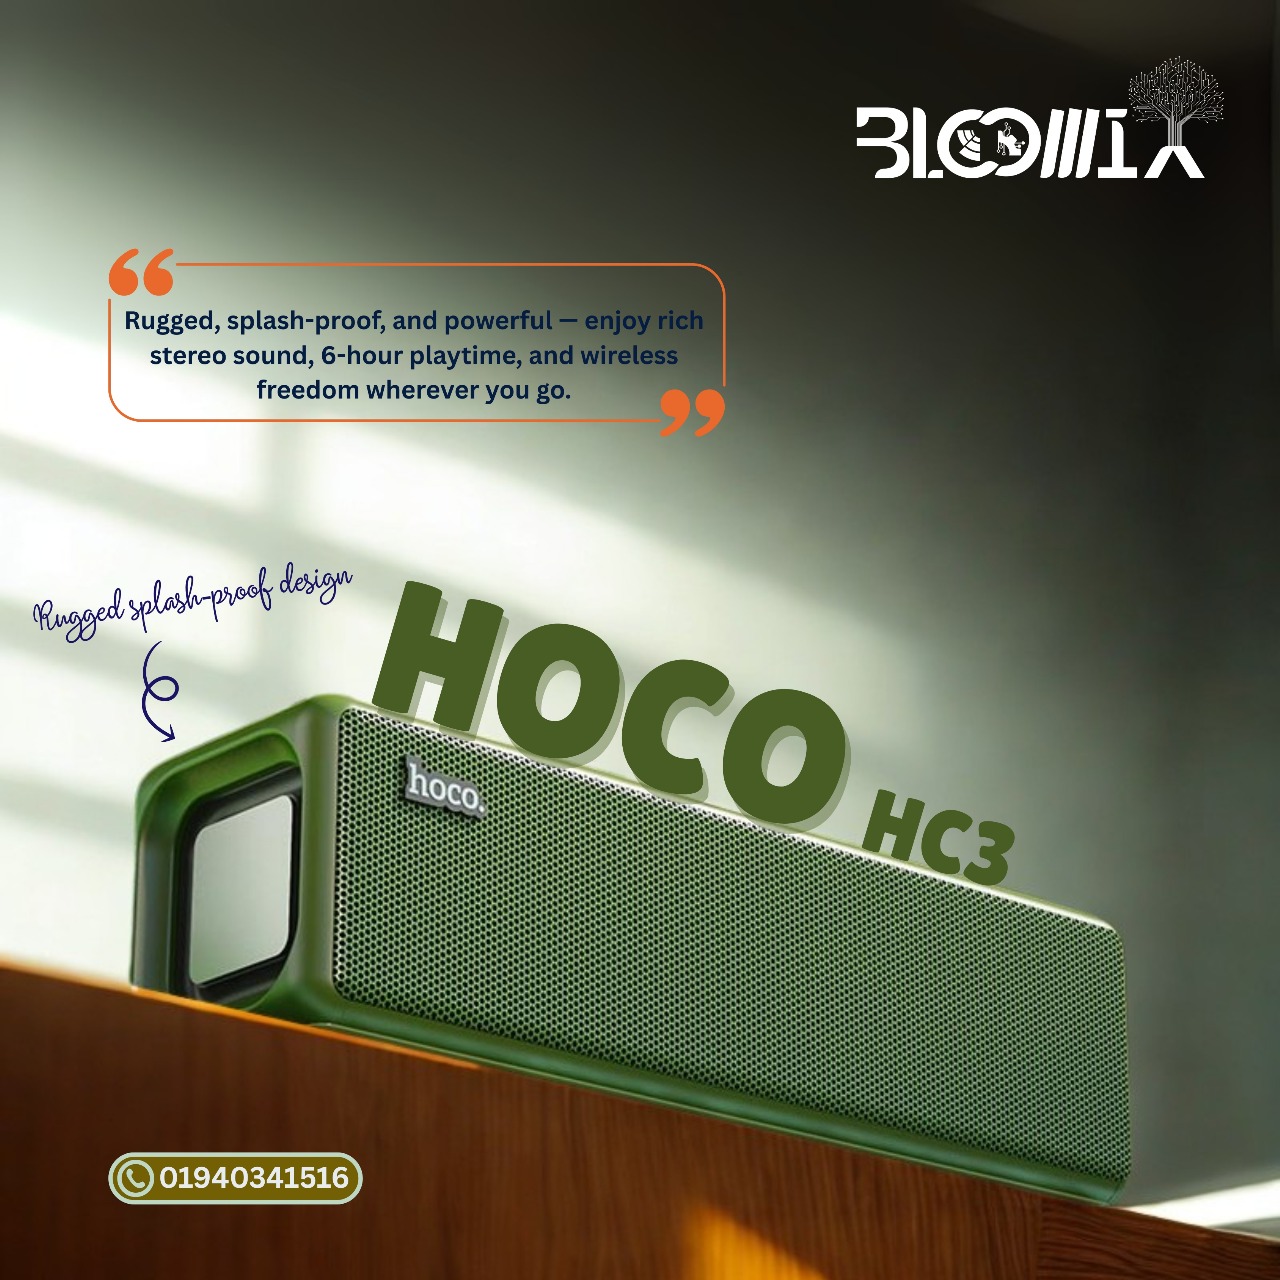 BLOOMIX
“Rugged, splash-proof, and powerful — enjoy rich
stereo sound, 6-hour playtime, and wireless
freedom wherever you go.”
Rugged splash-proof design
HOCO HC3
hoco.
01940341516